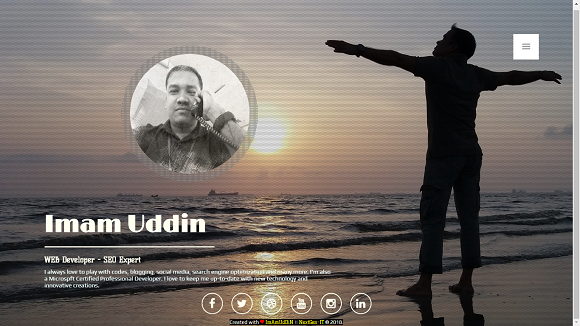 Imam Uddin
WEB Developer - SEO Expert
I always love to play with codes, blogging, social media, search engine optimization and many more. I'm also
a Microspft Certified Professional Developer. I love to keep me up-to-date with new technology and
innovative creations.
Created with ❤ ImAmUddiN & NexGen IT © 2018